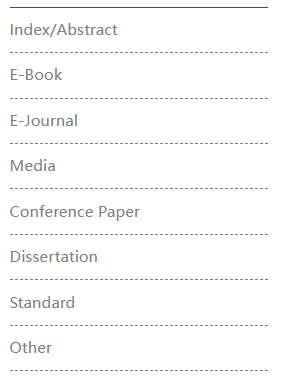 Index/Abstract
E-Book
E-Journal
Media
Conference Paper
Dissertation
Standard
Other